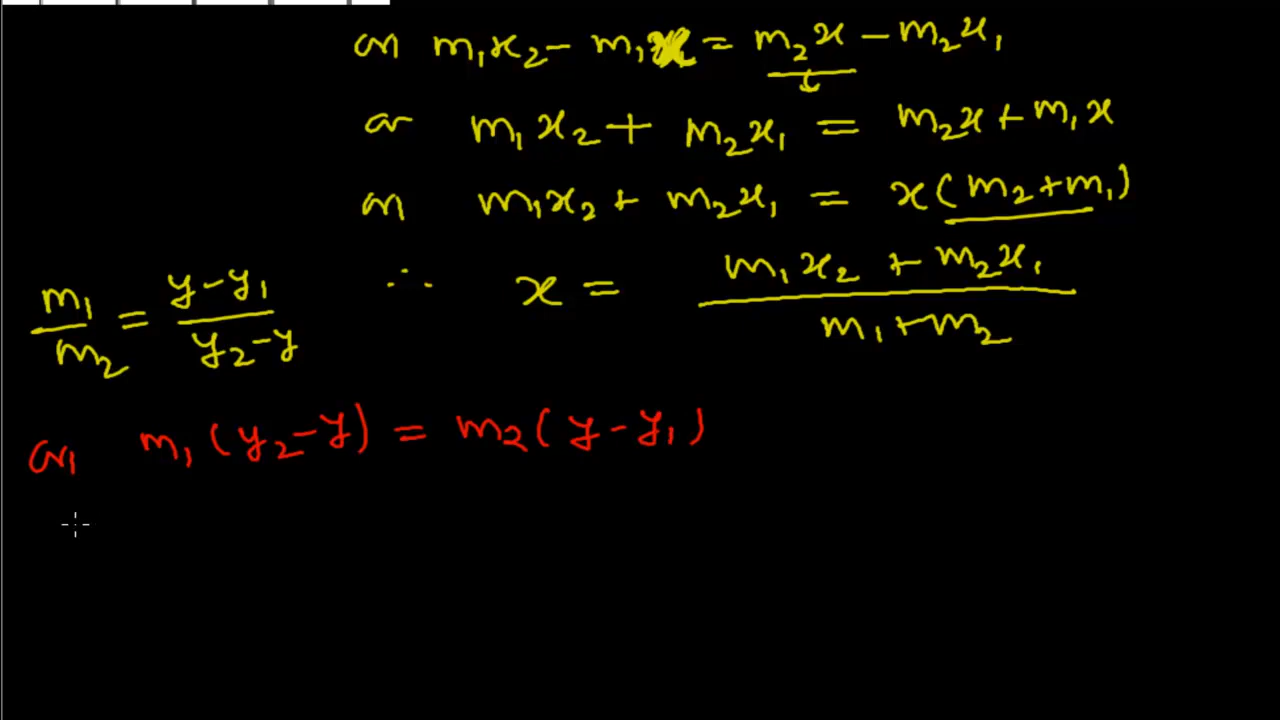 or m₁x₂ - m₁x = m₂x - m₂x₁
or m₁x₂ + m₂x₁ = m₂x + m₁x
or m₁x₂ + m₂x₁ = x(m₂+m₁)
∴ x = (m₁x₂ + m₂x₁)/(m₁+m₂)
m₁/m₂ = (y-y₁)/(y₂-y)
or, m₁(y₂-y) = m₂(y-y₁)